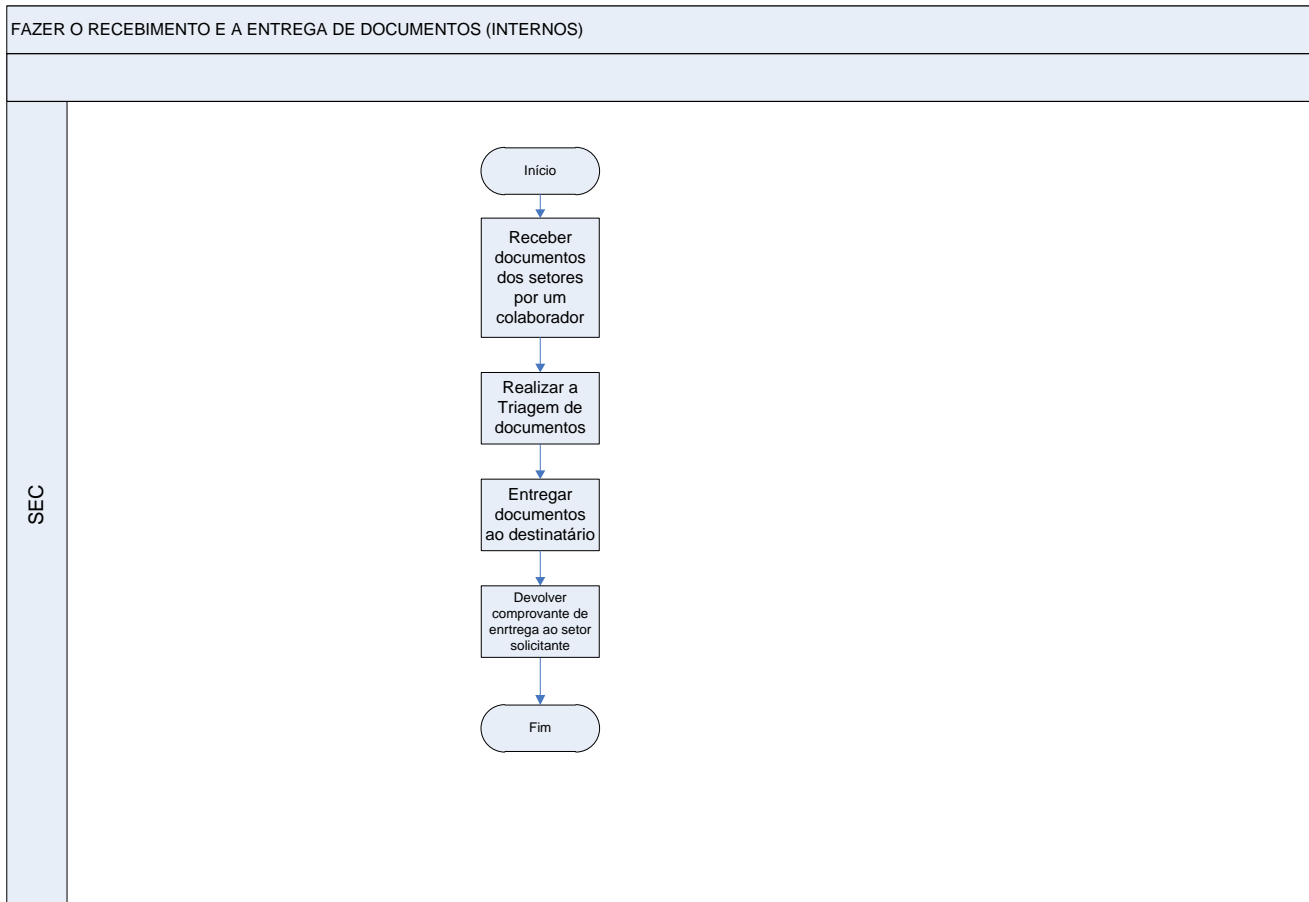 FAZER O RECEBIMENTO E A ENTREGA DE DOCUMENTOS (INTERNOS)
SEC
Início
Receber
documentos
dos setores
por um
colaborador
Realizar a
Triagem de
documentos
Entregar
documentos
ao destinatário
Devolver
comprovante de
enrtrega ao setor
solicitante
Fim